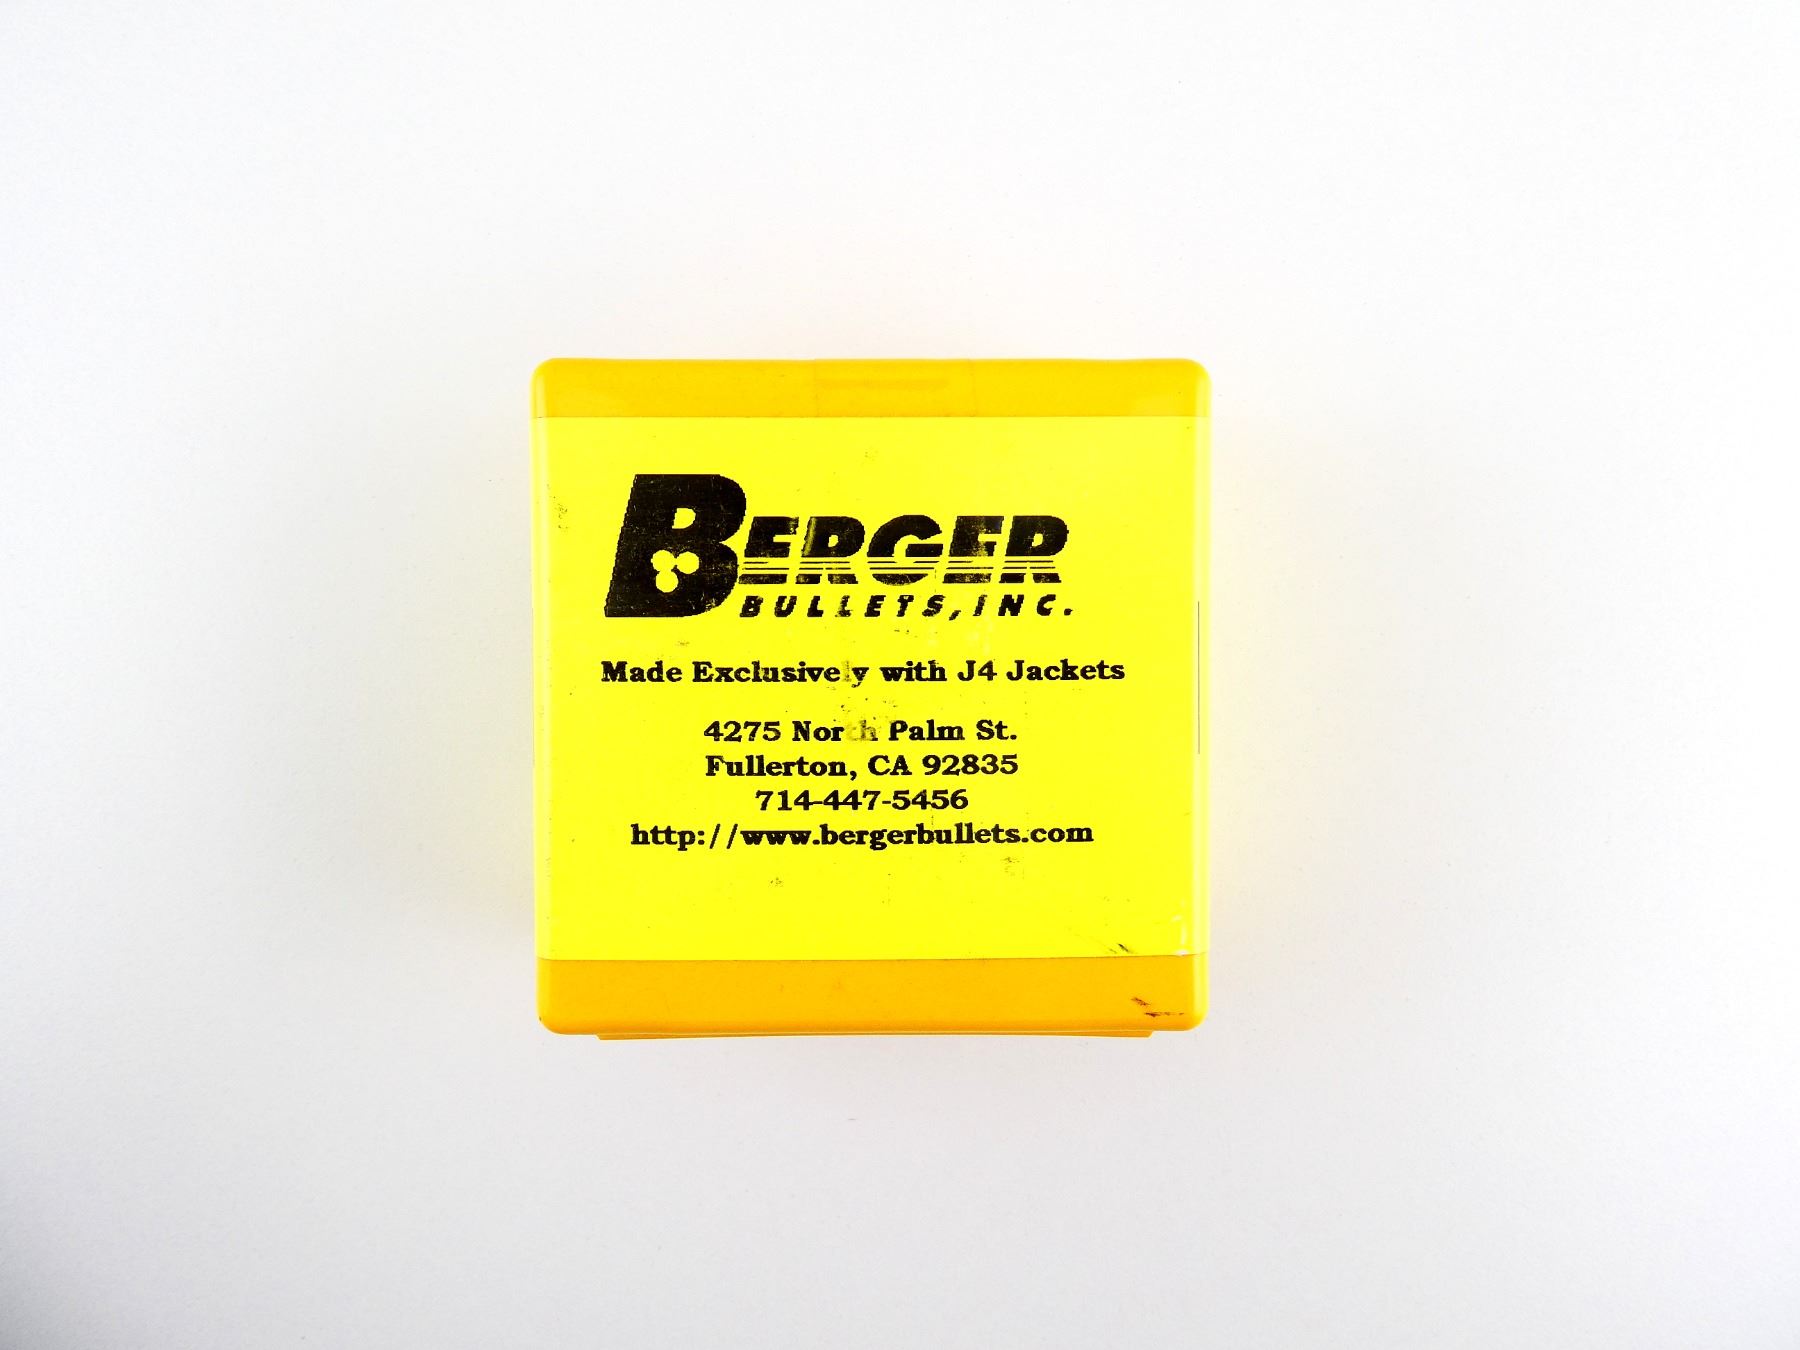 BERGER
BULLETS, INC.
Made Exclusively with J4 Jackets
4275 North Palm St.
Fullerton, CA 92835
714-447-5456
http://www.bergerbullets.com